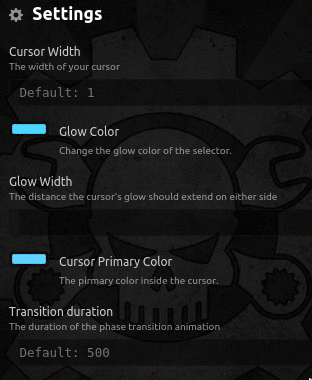 Settings
Cursor Width
The width of your cursor
Default: 1
Glow Color
Change the glow color of the selector.
Glow Width
The distance the cursor's glow should extend on either side
Cursor Primary Color
The pirmary color inside the cursor.
Transition duration
The duration of the phase transition animation
Default: 500